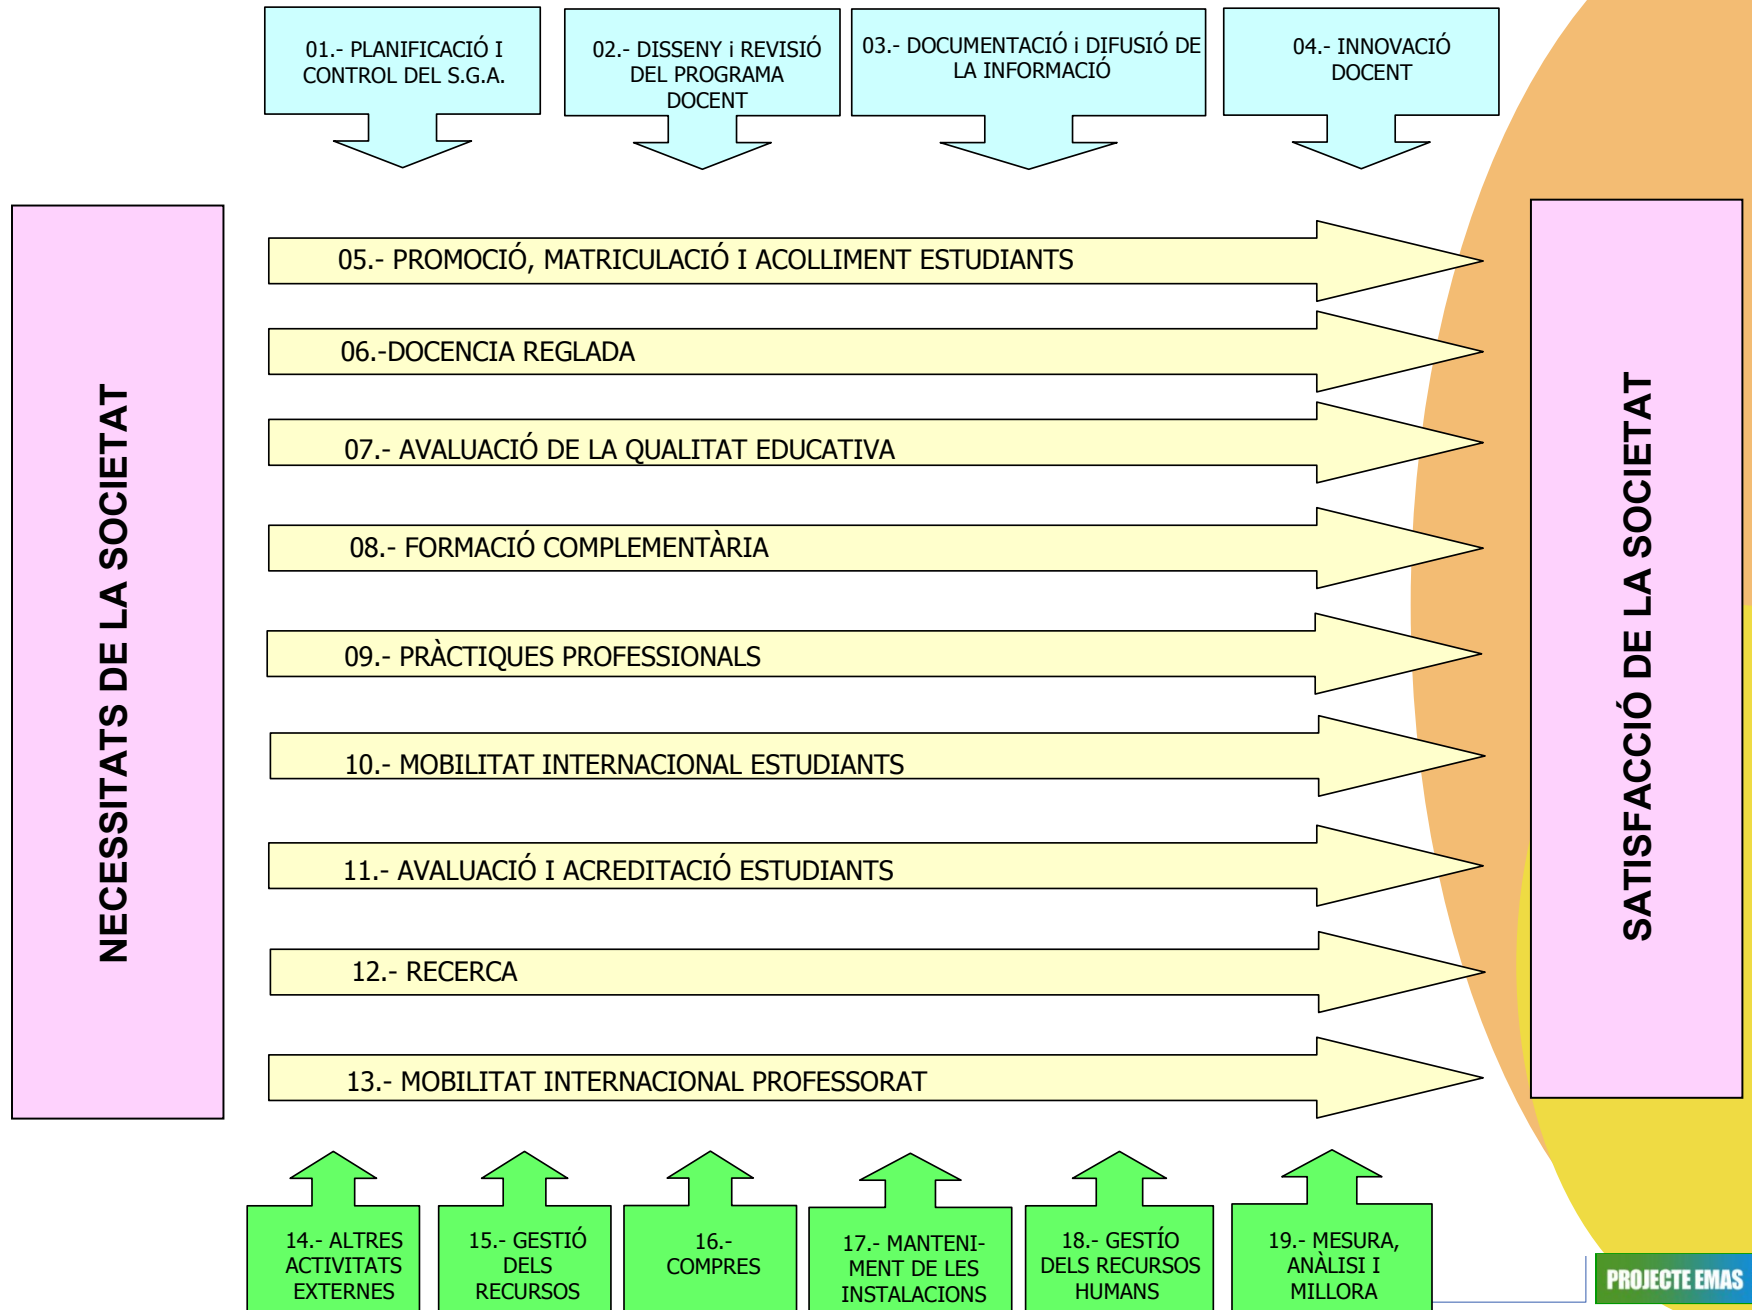 01.- PLANIFICACIÓ I
CONTROL DEL S.G.A.
02.- DISSENY i REVISIÓ
DEL PROGRAMA
DOCENT
03.- DOCUMENTACIÓ i DIFUSIÓ DE
LA INFORMACIÓ
04.- INNOVACIÓ
DOCENT
NECESSITATS DE LA SOCIETAT
05.- PROMOCIÓ, MATRICULACIÓ I ACOLLIMENT ESTUDIANTS
06.-DOCENCIA REGLADA
07.- AVALUACIÓ DE LA QUALITAT EDUCATIVA
08.- FORMACIÓ COMPLEMENTÀRIA
09.- PRÀCTIQUES PROFESSIONALS
10.- MOBILITAT INTERNACIONAL ESTUDIANTS
11.- AVALUACIÓ I ACREDITACIÓ ESTUDIANTS
12.- RECERCA
13.- MOBILITAT INTERNACIONAL PROFESSORAT
SATISFACCIÓ DE LA SOCIETAT
14.- ALTRES
ACTIVITATS
EXTERNES
15.- GESTIÓ
DELS
RECURSOS
16.-
COMPRES
17.- MANTENI-
MENT DE LES
INSTALACIONS
18.- GESTÍO
DELS RECURSOS
HUMANS
19.- MESURA,
ANÀLISI I
MILLORA
PROJECTE EMAS